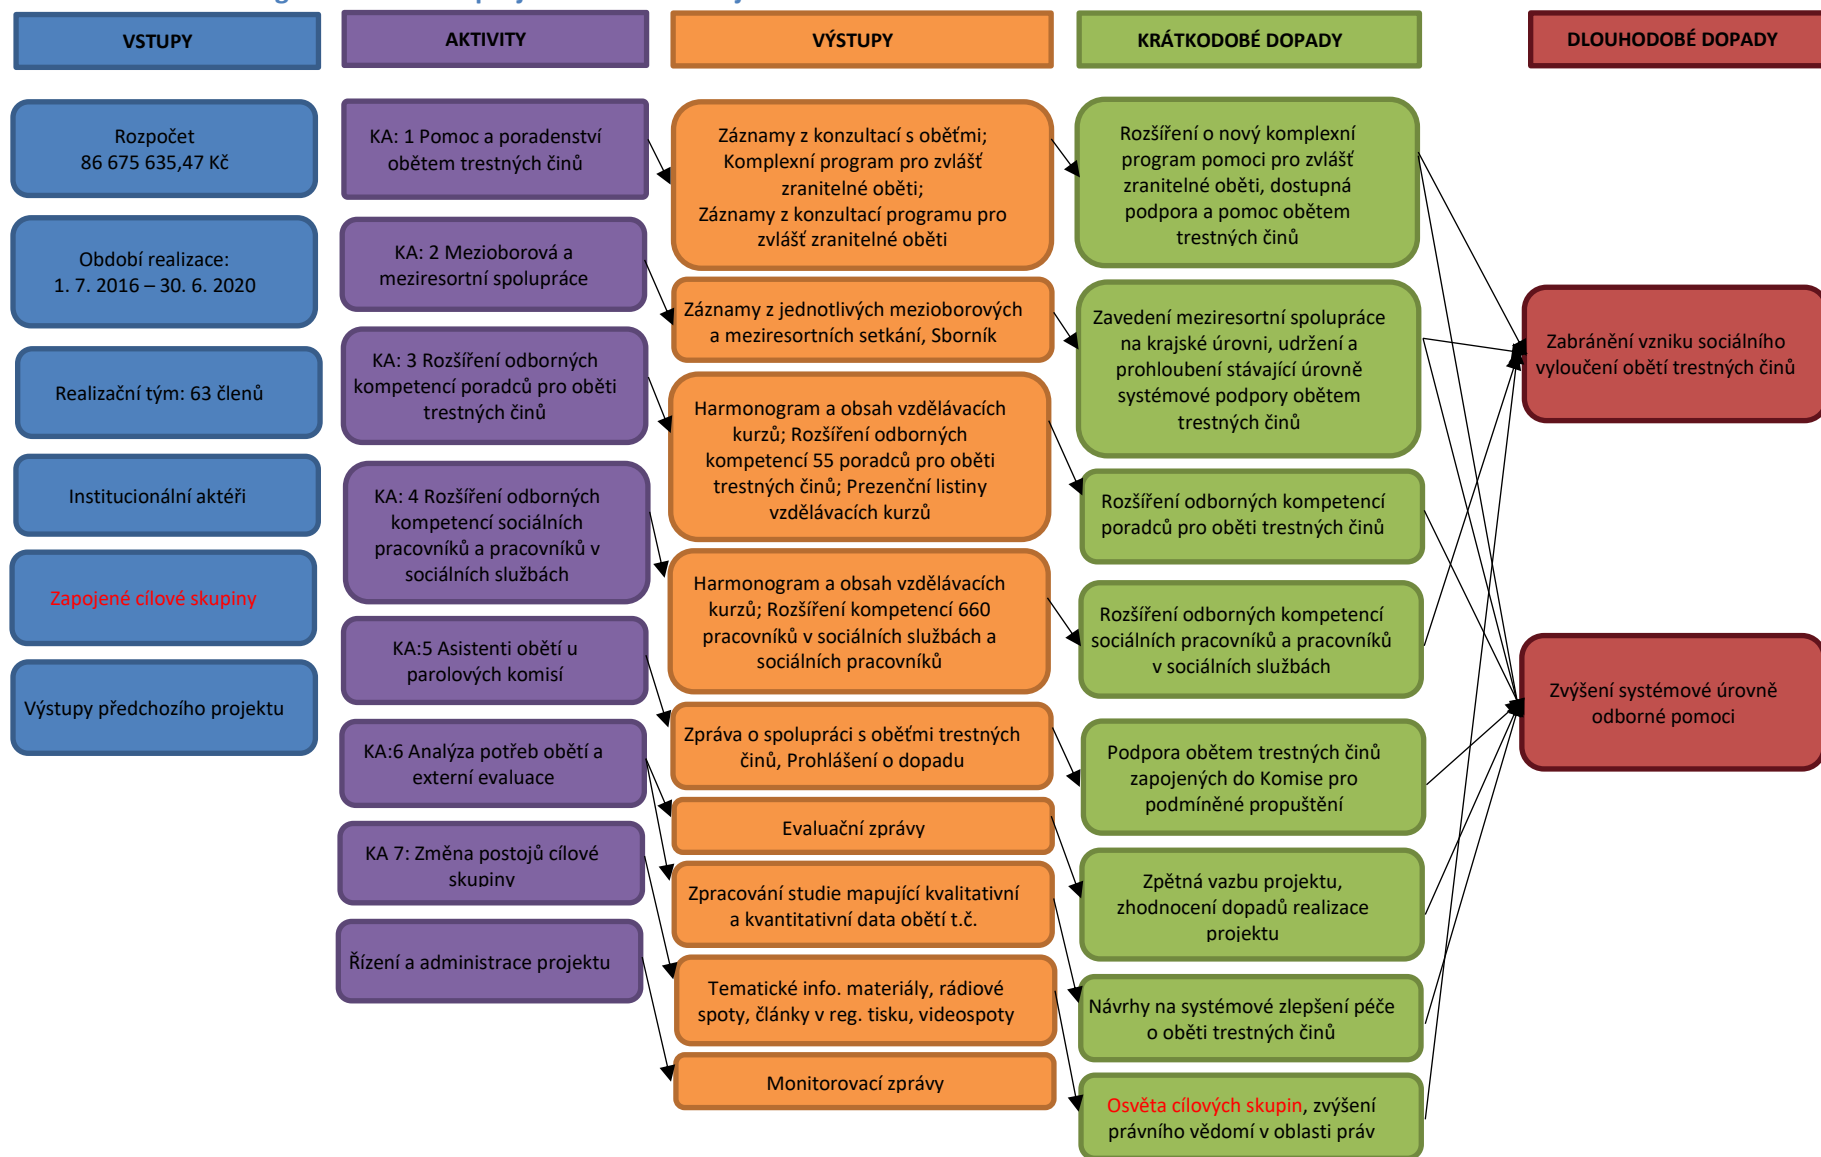 VSTUPY
AKTIVITY
VÝSTUPY
KRÁTKODOBÉ DOPADY
DLOUHODOBÉ DOPADY
Rozpočet
86 675 635,47 Kč
Období realizace:
1. 7. 2016 – 30. 6. 2020
Realizační tým: 63 členů
Institucionální aktéři
Zapojené cílové skupiny
Výstupy předchozího projektu
KA: 1 Pomoc a poradenství
obětem trestných činů
KA: 2 Mezioborová a
meziresortní spolupráce
KA: 3 Rozšíření odborných
kompetencí poradců pro oběti
trestných činů
KA: 4 Rozšíření odborných
kompetencí sociálních
pracovníků a pracovníků v
sociálních službách
KA:5 Asistenti obětí u
parolových komisí
KA:6 Analýza potřeb obětí a
externí evaluace
KA 7: Změna postojů cílové
skupiny
Řízení a administrace projektu
Záznamy z konzultací s oběťmi;
Komplexní program pro zvlášť
zranitelné oběti;
Záznamy z konzultací programu pro
zvlášť zranitelné oběti
Záznamy z jednotlivých mezioborových
a meziresortních setkání, Sborník
Harmonogram a obsah vzdělávacích
kurzů; Rozšíření odborných
kompetencí 55 poradců pro oběti
trestných činů; Prezenční listiny
vzdělávacích kurzů
Harmonogram a obsah vzdělávacích
kurzů; Rozšíření kompetencí 660
pracovníků v sociálních službách a
sociálních pracovníků
Zpráva o spolupráci s oběťmi trestných
činů, Prohlášení o dopadu
Evaluační zprávy
Zpracování studie mapující kvalitativní
a kvantitativní data obětí t.č.
Tematické info. materiály, rádiové
spoty, články v reg. tisku, videospoty
Monitorovací zprávy
Rozšíření o nový komplexní
program pomoci pro zvlášť
zranitelné oběti, dostupná
podpora a pomoc obětem
trestných činů
Zavedení meziresortní spolupráce
na krajské úrovni, udržení a
prohloubení stávající úrovně
systémové podpory obětem
trestných činů
Rozšíření odborných kompetencí
poradců pro oběti trestných činů
Rozšíření odborných kompetencí
sociálních pracovníků a pracovníků
v sociálních službách
Podpora obětem trestných činů
zapojených do Komise pro
podmíněné propuštění
Zpětná vazbu projektu,
zhodnocení dopadů realizace
projektu
Návrhy na systémové zlepšení péče
o oběti trestných činů
Osvěta cílových skupin, zvýšení
právního vědomí v oblasti práv
Zabránění vzniku sociálního
vyloučení obětí trestných činů
Zvýšení systémové úrovně
odborné pomoci